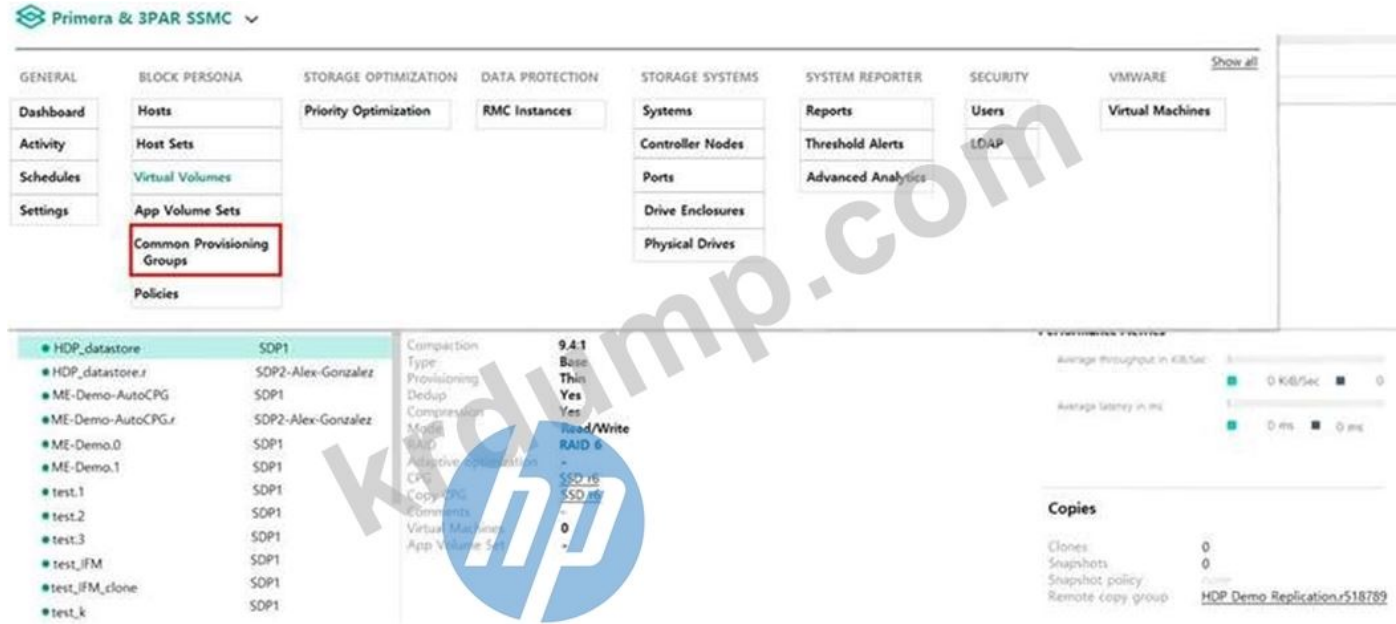 Primera & 3PAR SSMC
Show all
GENERAL BLOCK PERSONA STORAGE OPTIMIZATION DATA PROTECTION STORAGE SYSTEMS SYSTEM REPORTER SECURITY VMWARE
Dashboard Hosts Priority Optimization RMC Instances Systems Reports Users Virtual Machines
Activity Host Sets Controller Nodes Threshold Alerts LDAP
Schedules Virtual Volumes Ports Advanced Analytics
Settings App Volume Sets Drive Enclosures
Common Provisioning Physical Drives
Groups
Policies
HDP_datastore SDP1
HDP_datastore.r SDP2-Alex-Gonzalez
ME-Demo-AutoCPG SDP1
ME-Demo-AutoCPG.r SDP2-Alex-Gonzalez
ME-Demo.0 SDP1
ME-Demo.1 SDP1
test.1 SDP1
test.2 SDP1
test.3 SDP1
test_IFM SDP1
test_IFM_clone SDP1
test_k SDP1
Compaction 9.4:1
Type Base
Provisioning Thin
Dedup Yes
Compression Yes
Mode Read/Write
RAID RAID 6
Adaptive optimization -
CPG SSD r6
Copy CPG SSD r6
Comments -
Virtual Machines 0
App Volume Set -
Performance Metrics
Average throughput in KiB/Sec
0 KiB/Sec 0
Average latency in ms
0 ms 0 ms
Copies
Clones 0
Snapshots 0
Snapshot policy none
Remote copy group HDP Demo Replication.r518789
krdump.com
hp